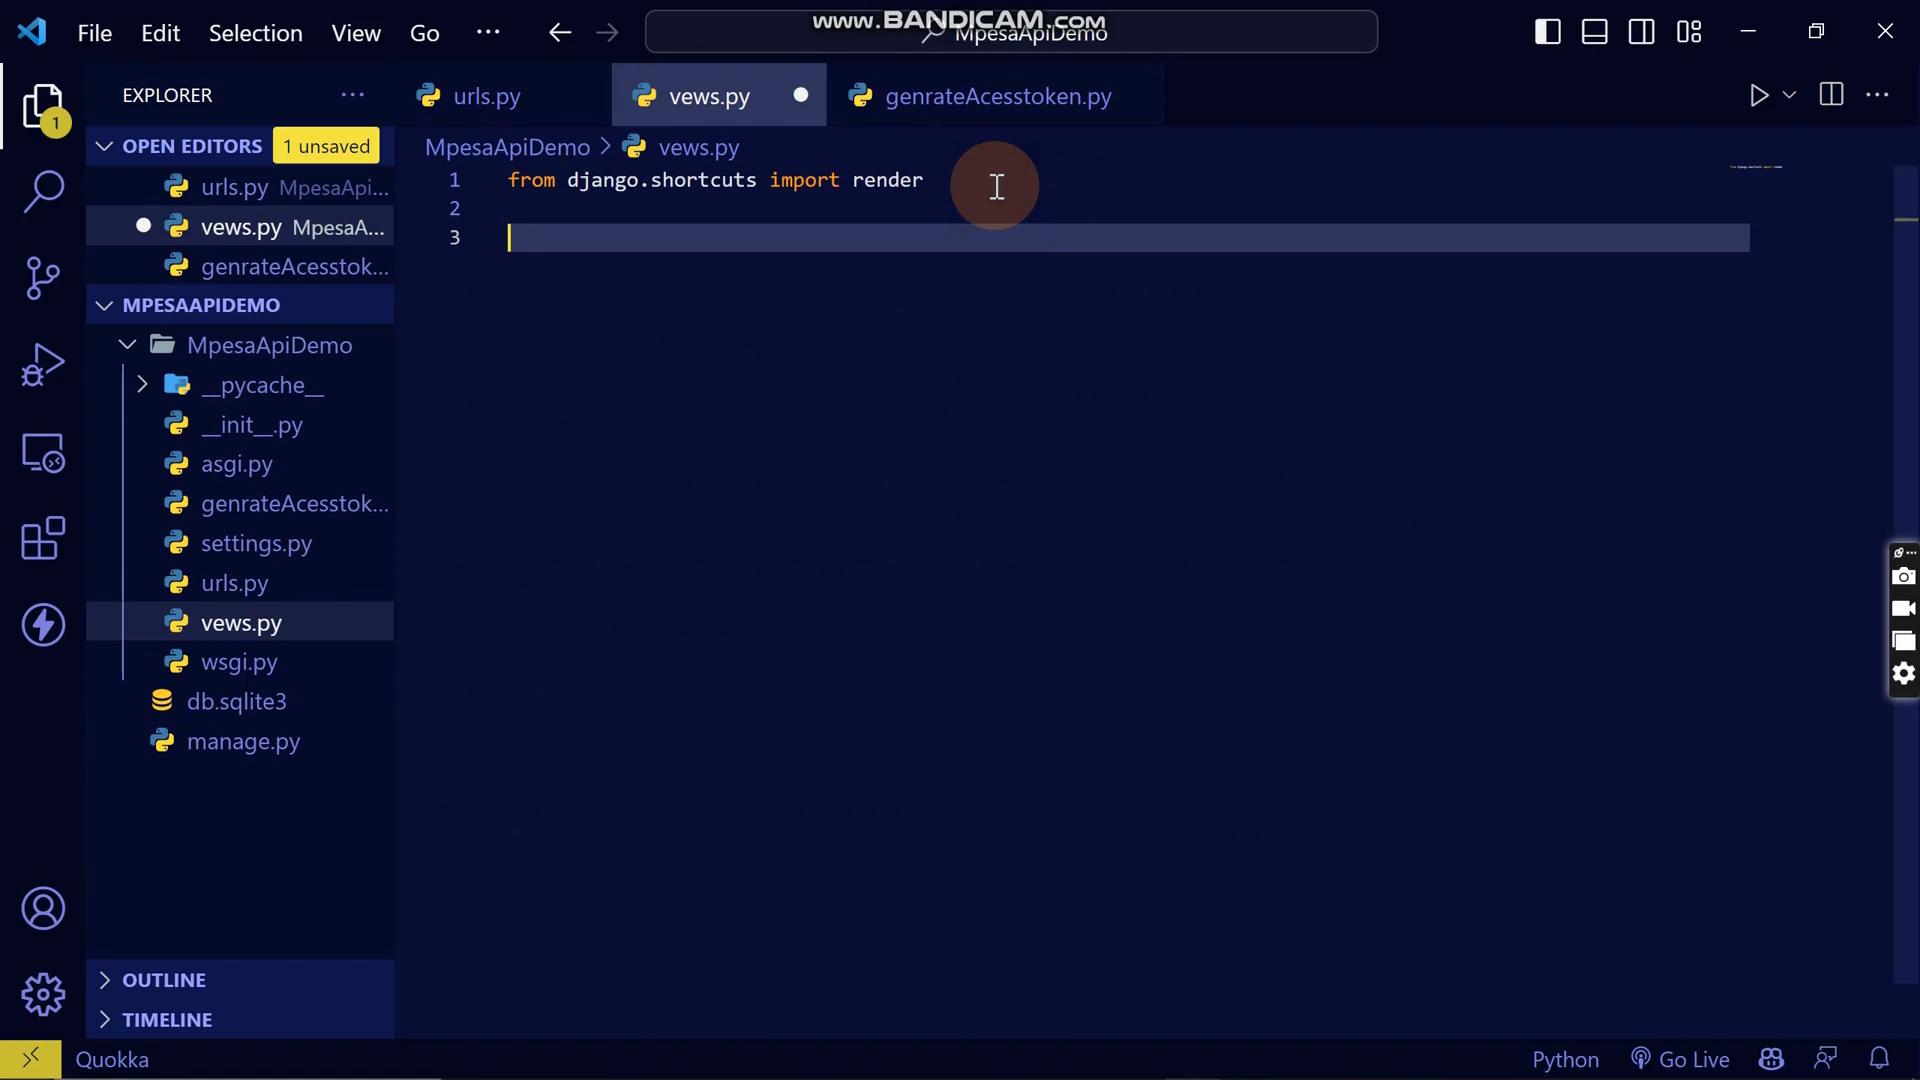 File Edit Selection View Go ...
www.BANDICAM.com
MpesaApiDemo
EXPLORER ...
urls.py
vews.py
genrateAcesstoken.py
1
OPEN EDITORS 1 unsaved
urls.py MpesaApi...
vews.py MpesaA...
genrateAcesstok...
MPESAAPIDEMO
MpesaApiDemo
__pycache__
__init__.py
asgi.py
genrateAcesstok...
settings.py
urls.py
vews.py
wsgi.py
db.sqlite3
manage.py
OUTLINE
TIMELINE
MpesaApiDemo > vews.py
1 from django.shortcuts import render
2
3
Quokka
Python
Go Live